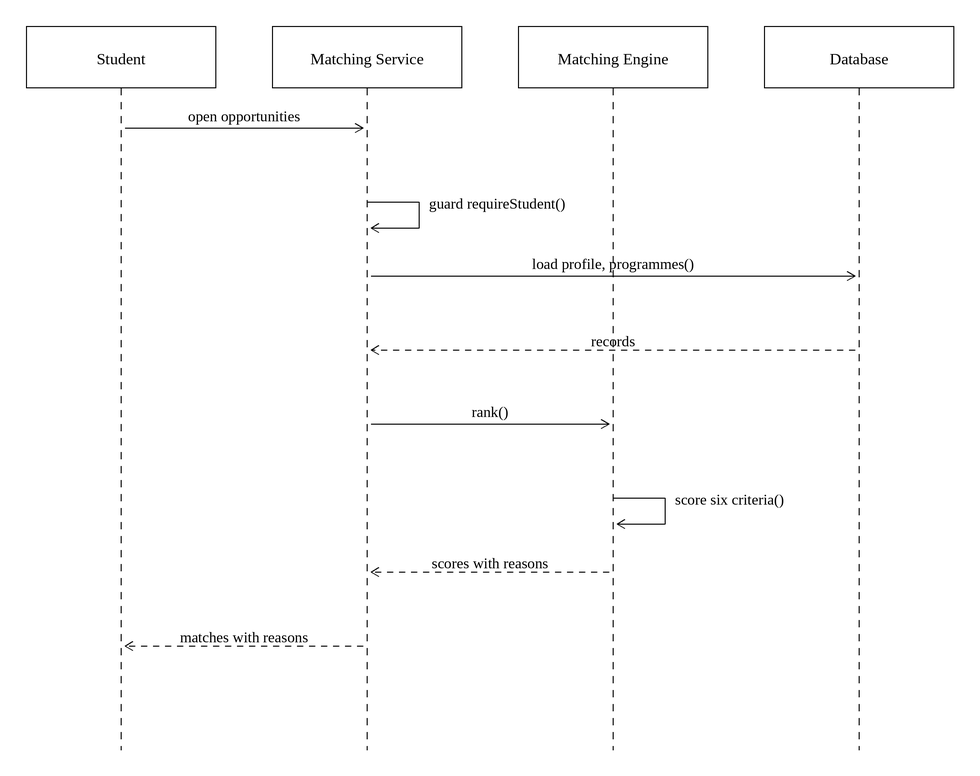 Student
Matching Service
Matching Engine
Database
open opportunities
guard requireStudent()
load profile, programmes()
records
rank()
score six criteria()
scores with reasons
matches with reasons